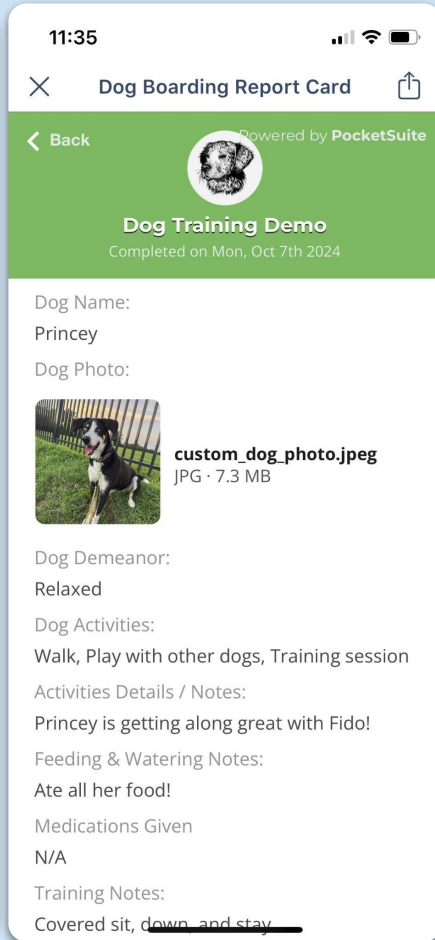 11:35
Dog Boarding Report Card
Back
Powered by PocketSuite
Dog Training Demo
Completed on Mon, Oct 7th 2024
Dog Name:
Princey
Dog Photo:
custom_dog_photo.jpeg
JPG · 7.3 MB
Dog Demeanor:
Relaxed
Dog Activities:
Walk, Play with other dogs, Training session
Activities Details / Notes:
Princey is getting along great with Fido!
Feeding & Watering Notes:
Ate all her food!
Medications Given
N/A
Training Notes:
Covered sit, down, and stay